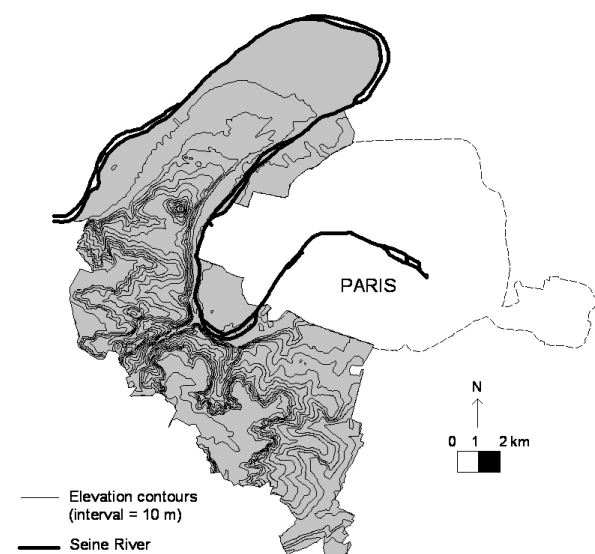 PARIS
N
0 1 2 km
Elevation contours
(interval = 10 m)
Seine River